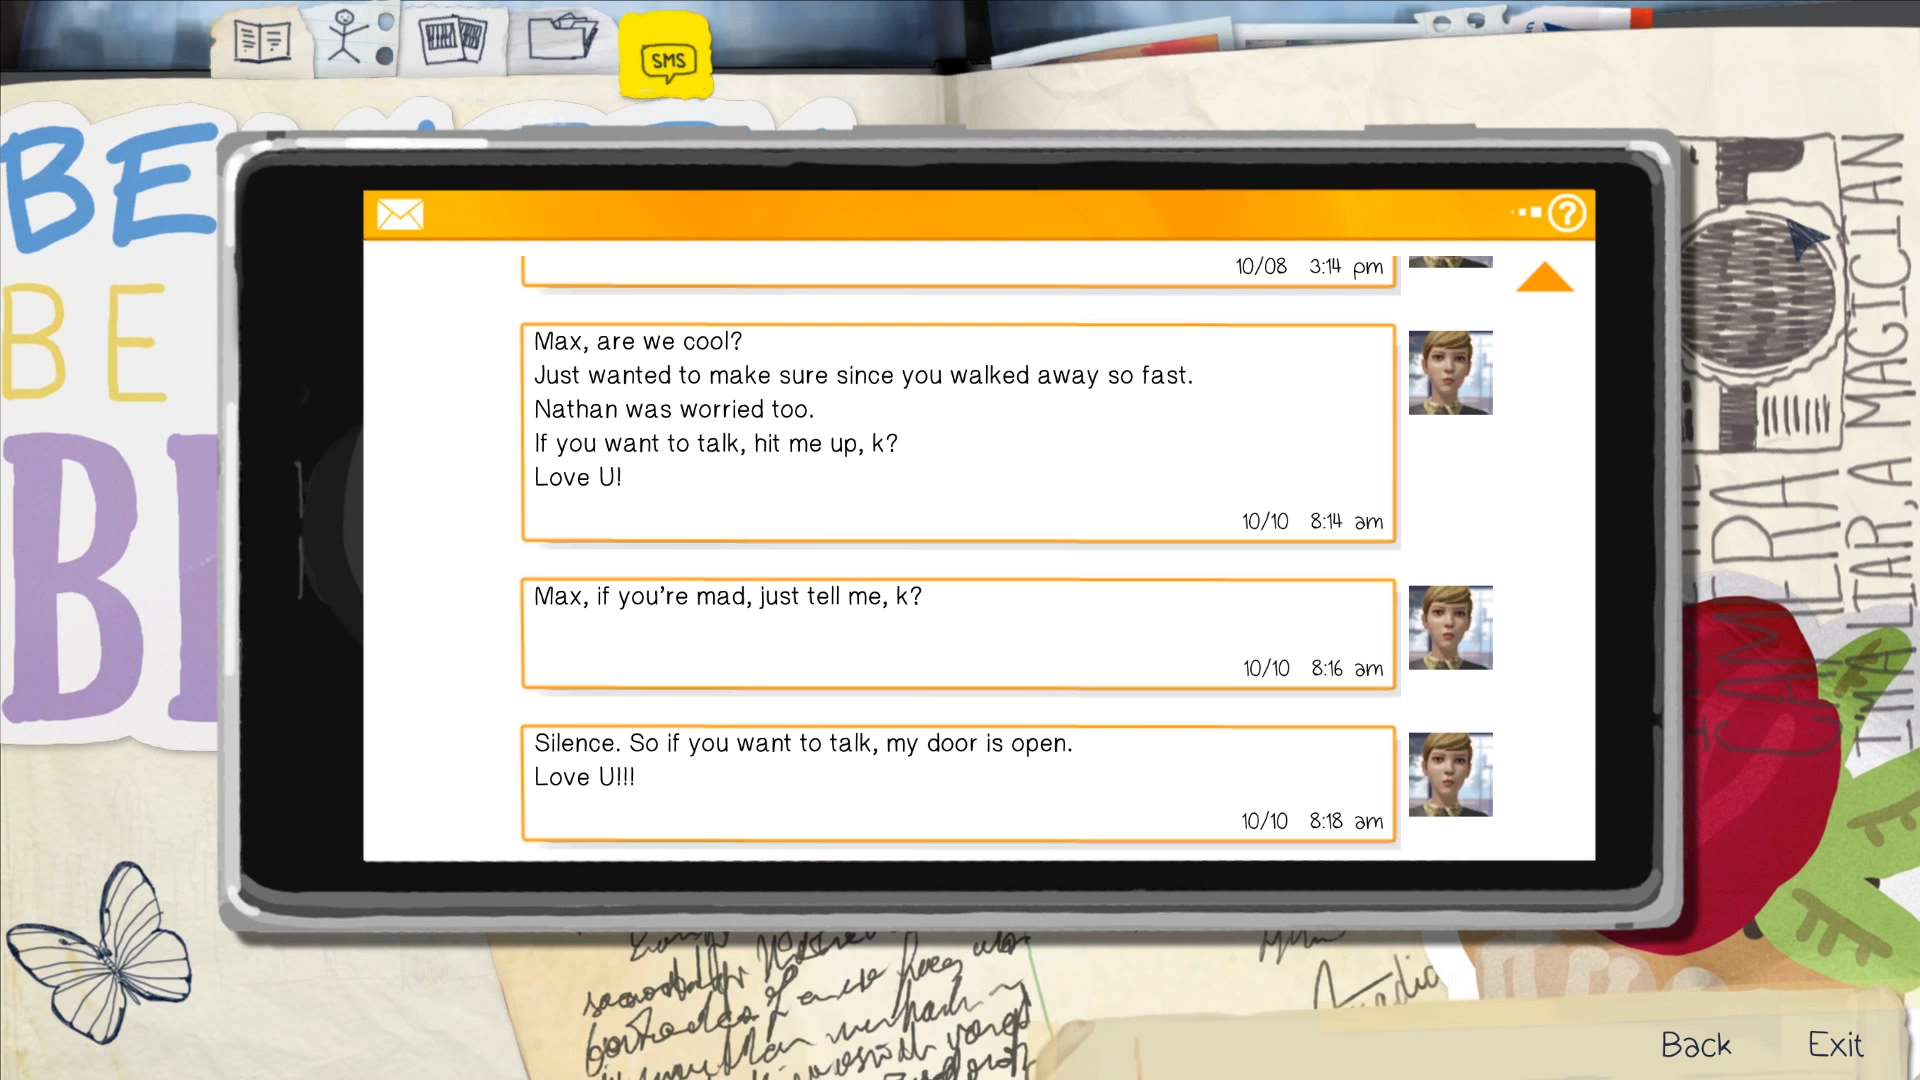 SMS
BE
BE
10/08 3:14 pm
Max, are we cool?
Just wanted to make sure since you walked away so fast.
Nathan was worried too.
If you want to talk, hit me up, k?
Love U!
10/10 8:14 am
Max, if you're mad, just tell me, k?
10/10 8:16 am
Silence. So if you want to talk, my door is open.
Love U!!!
10/10 8:18 am
CAMERA
I'M A LIAR, A MAGICIAN
Back
Exit